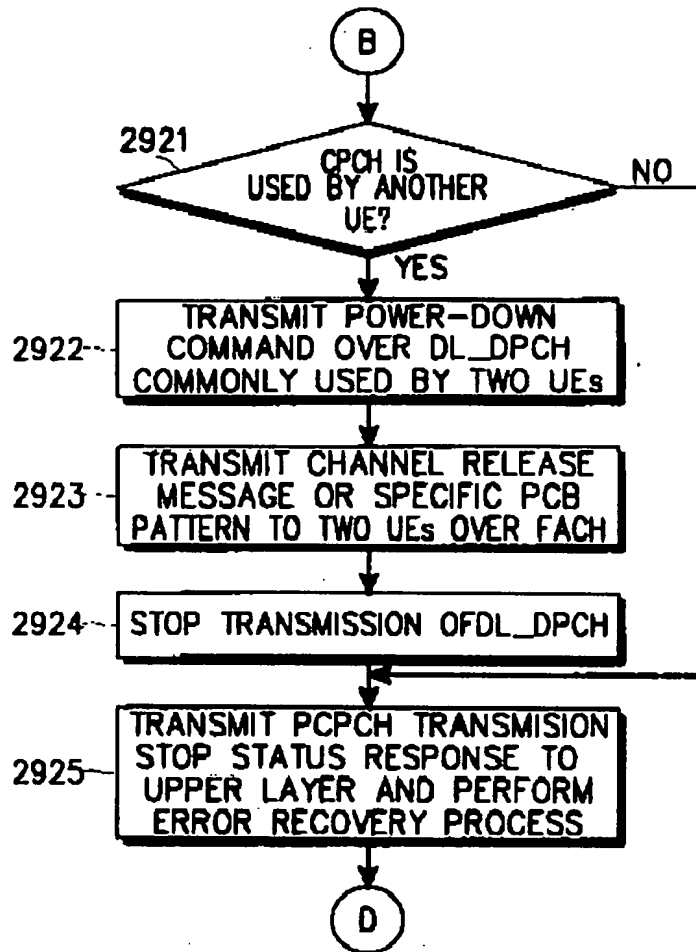 B
2921
CPCH IS
USED BY ANOTHER
UE?
NO
YES
2922
TRANSMIT POWER-DOWN
COMMAND OVER DL_DPCH
COMMONLY USED BY TWO UEs
2923
TRANSMIT CHANNEL RELEASE
MESSAGE OR SPECIFIC PCB
PATTERN TO TWO UEs OVER FACH
2924
STOP TRANSMISSION OFDL_DPCH
2925
TRANSMIT PCPCH TRANSMISION
STOP STATUS RESPONSE TO
UPPER LAYER AND PERFORM
ERROR RECOVERY PROCESS
D